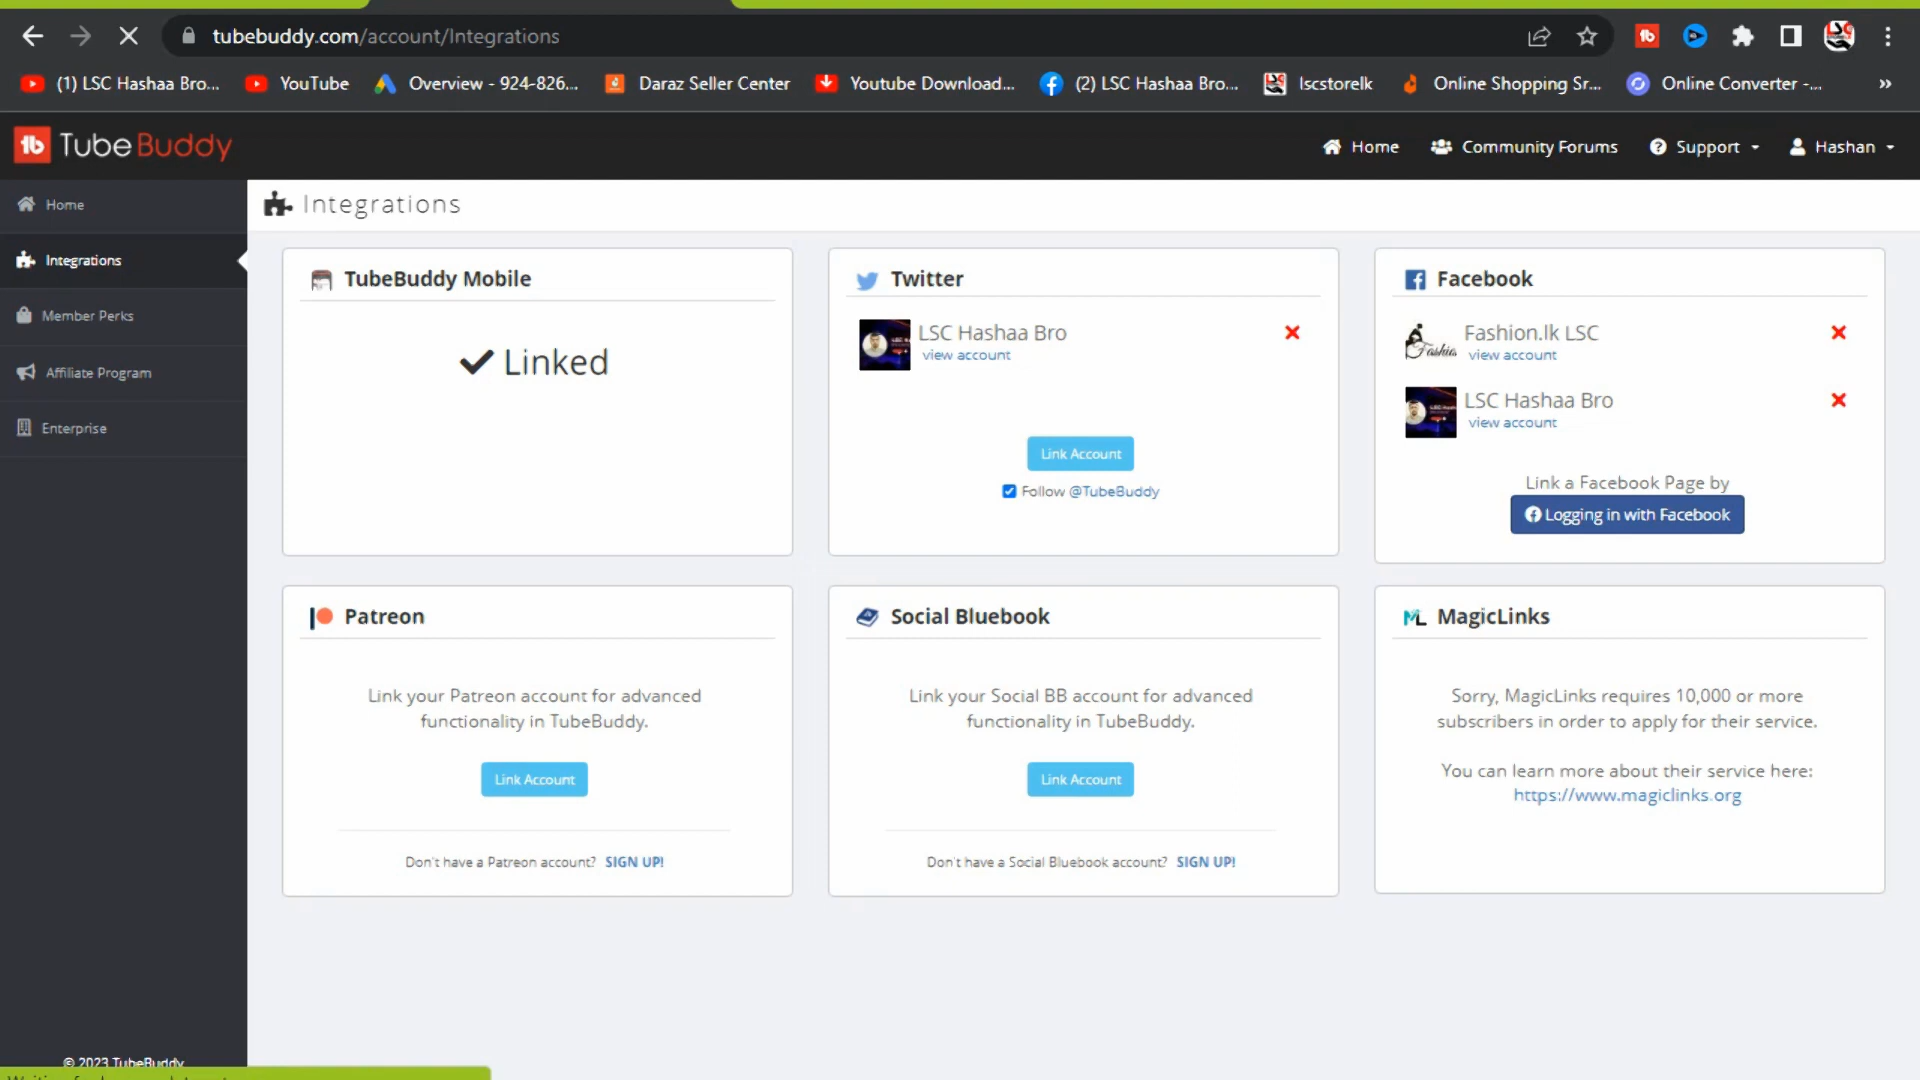 tubebuddy.com/account/Integrations
(1) LSC Hashaa Bro...
YouTube
Overview - 924-826...
Daraz Seller Center
Youtube Download...
(2) LSC Hashaa Bro...
lscstorelk
Online Shopping Sr...
Online Converter -...
»
TubeBuddy
Home
Community Forums
Support
Hashan
Home
Integrations
Member Perks
Affiliate Program
Enterprise
© 2023 TubeBuddy
Integrations
TubeBuddy Mobile
Linked
Twitter
LSC Hashaa Bro
view account
Link Account
Follow @TubeBuddy
Facebook
Fashion.lk LSC
view account
LSC Hashaa Bro
view account
Link a Facebook Page by
Logging in with Facebook
Patreon
Link your Patreon account for advanced
functionality in TubeBuddy.
Link Account
Don't have a Patreon account? SIGN UP!
Social Bluebook
Link your Social BB account for advanced
functionality in TubeBuddy.
Link Account
Don't have a Social Bluebook account? SIGN UP!
MagicLinks
Sorry, MagicLinks requires 10,000 or more
subscribers in order to apply for their service.
You can learn more about their service here:
https://www.magiclinks.org